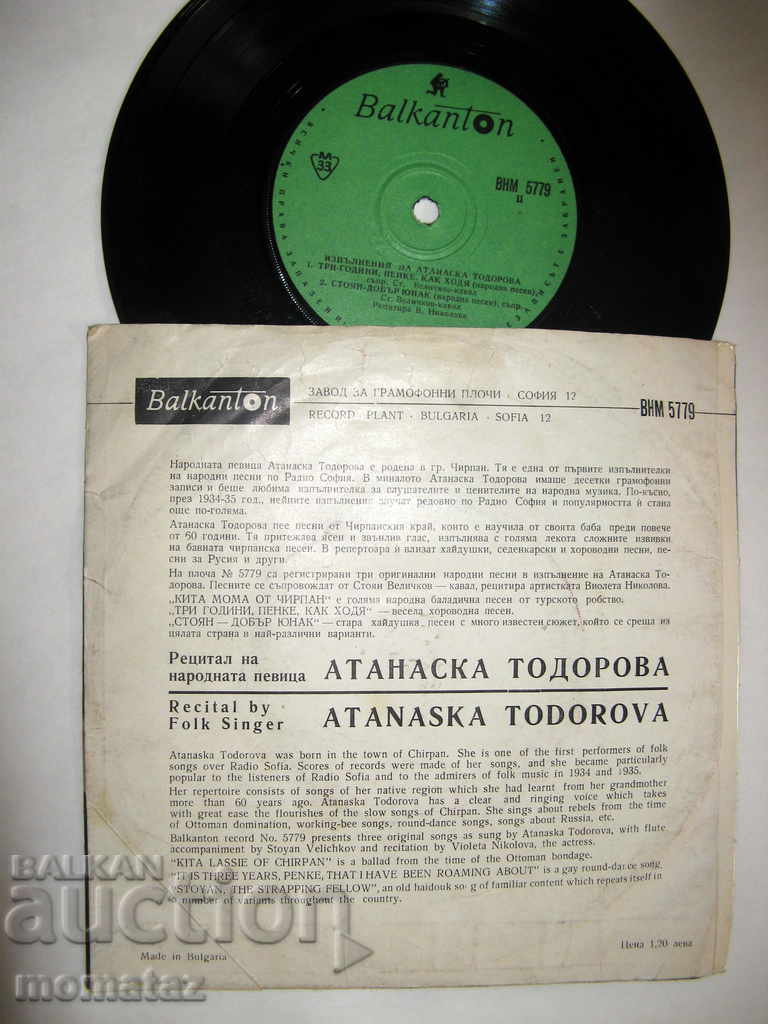 Balkanton
M
33
ВНМ 5779
II
ИЗПЪЛНЕНИЯ НА АТАНАСКА ТОДОРОВА
1. ТРИ ГОДИНИ, ПЕНКЕ, КАК ХОДЯ (народна песен),
съпр. Ст. Величков-кавал
2. СТОЯН-ДОБЪР ЮНАК (народна песен), съпр.
Ст. Величков-кавал
Рецитира В. Николова
Balkanton
ЗАВОД ЗА ГРАМОФОННИ ПЛОЧИ · СОФИЯ 12
RECORD · PLANT · BULGARIA · SOFIA 12
ВНМ 5779
Народната певица Атанаска Тодорова е родена в гр. Чирпан. Тя е една от първите изпълнителки
на народни песни по Радио София. В миналото Атанаска Тодорова имаше десетки грамофонни
записи и беше любима изпълнителка за слушателите и ценителите на народна музика. По-късно,
през 1934-35 год., нейните изпълнения звучат редовно по Радио София и популярността ѝ става
още по-голяма.
Атанаска Тодорова пее песни от Чирпанския край, които е научила от своята баба преди повече
от 60 години. Тя притежава ясен и звънлив глас, изпълнява с голяма лекота сложните извивки
на бавната чирпанска песен. В репертоара ѝ влизат хайдушки, седенкарски и хороводни песни, пе-
сни за Русия и други.
На плоча № 5779 са регистрирани три оригинални народни песни в изпълнение на Атанаска То-
дорова. Песните се съпровождат от Стоян Величков — кавал, рецитира артистката Виолета Николова.
„КИТА МОМА ОТ ЧИРПАН" е голяма народна баладична песен от турското робство.
„ТРИ ГОДИНИ, ПЕНКЕ, КАК ХОДЯ" — весела хороводна песен.
„СТОЯН — ДОБЪР ЮНАК" — стара хайдушка песен с много известен сюжет, който се среща из
цялата страна в най-различни варианти.
Рецитал на
народната певица АТАНАСКА ТОДОРОВА
Recital by
Folk Singer ATANASKA TODOROVA
Atanaska Todorova was born in the town of Chirpan. She is one of the first performers of folk
songs over Radio Sofia. Scores of records were made of her songs, and she became particularly
popular to the listeners of Radio Sofia and to the admirers of folk music in 1934 and 1935.
Her repertoire consists of songs of her native region which she had learnt from her grandmother
more than 60 years ago. Atanaska Todorova has a clear and ringing voice which takes
with great ease the flourishes of the slow songs of Chirpan. She sings about rebels from the time
of Ottoman domination, working-bee songs, round-dance songs, songs about Russia, etc.
Balkanton record No. 5779 presents three original songs as sung by Atanaska Todorova, with flute
accompaniment by Stoyan Velichkov and recitation by Violeta Nikolova, the actress.
"KITA LASSIE OF CHIRPAN" is a ballad from the time of the Ottoman bondage.
"IT IS THREE YEARS, PENKE, THAT I HAVE BEEN ROAMING ABOUT" is a gay round-dance song.
"STOYAN, THE STRAPPING FELLOW", an old haidouk song of familiar content which repeats itself in
number of variants throughout the country.
Made in Bulgaria
Цена 1,20 лева
BALKAN
auction
momataz